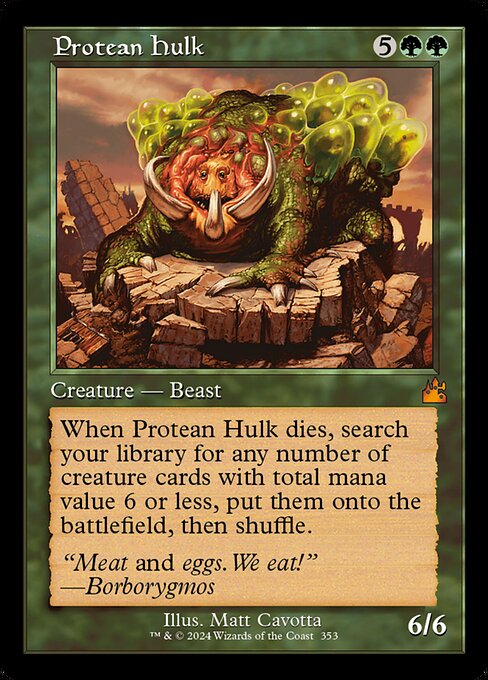 Protean Hulk
5
Creature — Beast
When Protean Hulk dies, search
your library for any number of
creature cards with total mana
value 6 or less, put them onto the
battlefield, then shuffle.
“Meat and eggs. We eat!”
—Borborygmos
Illus. Matt Cavotta
™ & © 2024 Wizards of the Coast 353
6/6